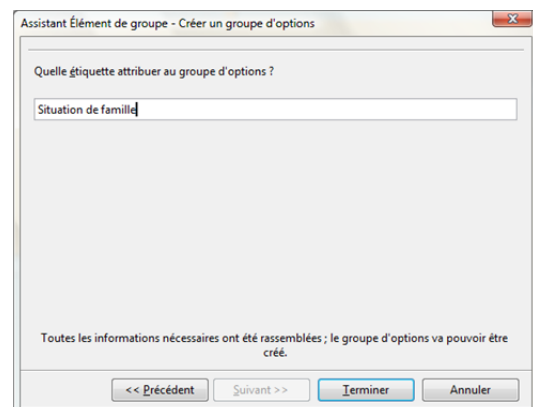 Assistant Élément de groupe - Créer un groupe d'options
Quelle étiquette attribuer au groupe d'options ?
Situation de famille
Toutes les informations nécessaires ont été rassemblées ; le groupe d'options va pouvoir être
créé.
<< Précédent Suivant >> Terminer Annuler